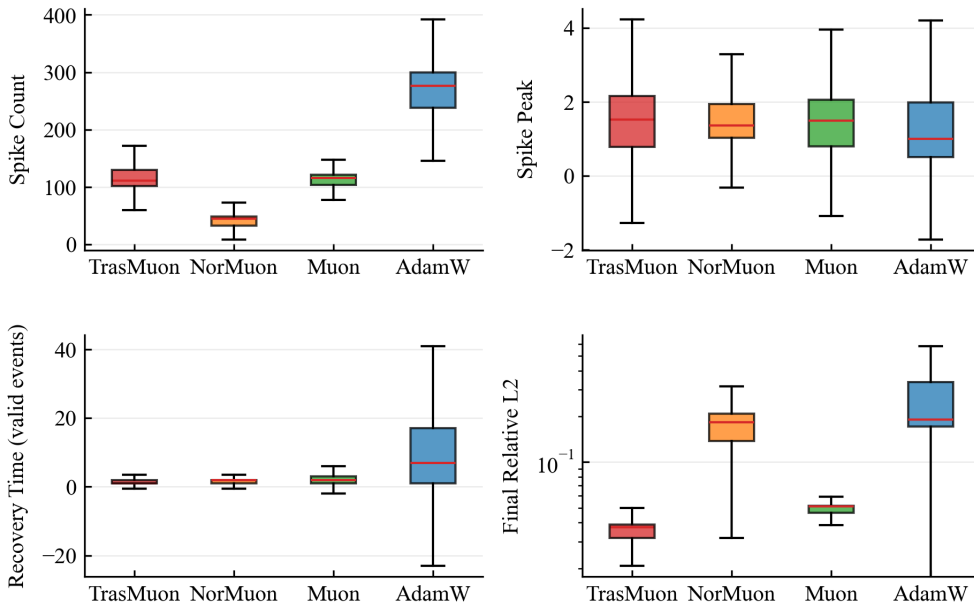 Spike Count
400
300
200
100
0
TrasMuon NorMuon Muon AdamW
Spike Peak
4
2
0
−2
TrasMuon NorMuon Muon AdamW
Recovery Time (valid events)
40
20
0
−20
TrasMuon NorMuon Muon AdamW
Final Relative L2
10⁻¹
TrasMuon NorMuon Muon AdamW